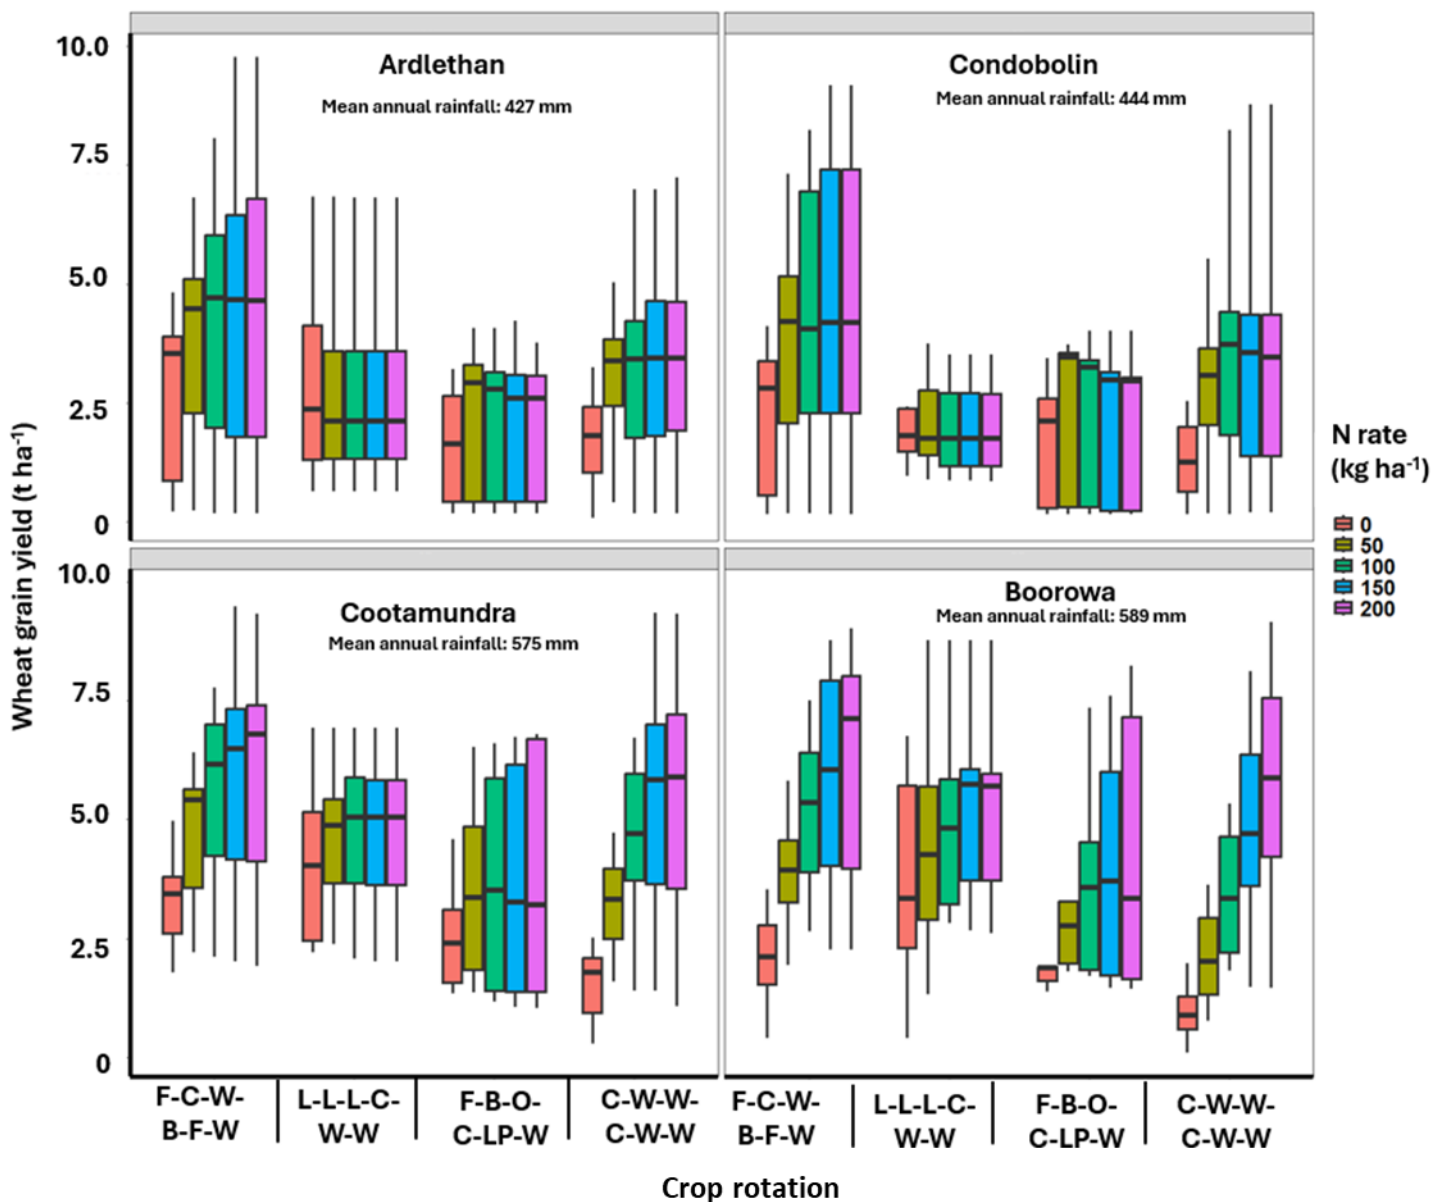 Ardlethan
Mean annual rainfall: 427 mm
Condobolin
Mean annual rainfall: 444 mm
10.0
7.5
5.0
2.5
0
Cootamundra
Mean annual rainfall: 575 mm
Boorowa
Mean annual rainfall: 589 mm
10.0
7.5
5.0
2.5
0
Wheat grain yield (t ha⁻¹)
N rate
(kg ha⁻¹)
0
50
100
150
200
F-C-W-
B-F-W
L-L-L-C-
W-W
F-B-O-
C-LP-W
C-W-W-
C-W-W
F-C-W-
B-F-W
L-L-L-C-
W-W
F-B-O-
C-LP-W
C-W-W-
C-W-W
Crop rotation